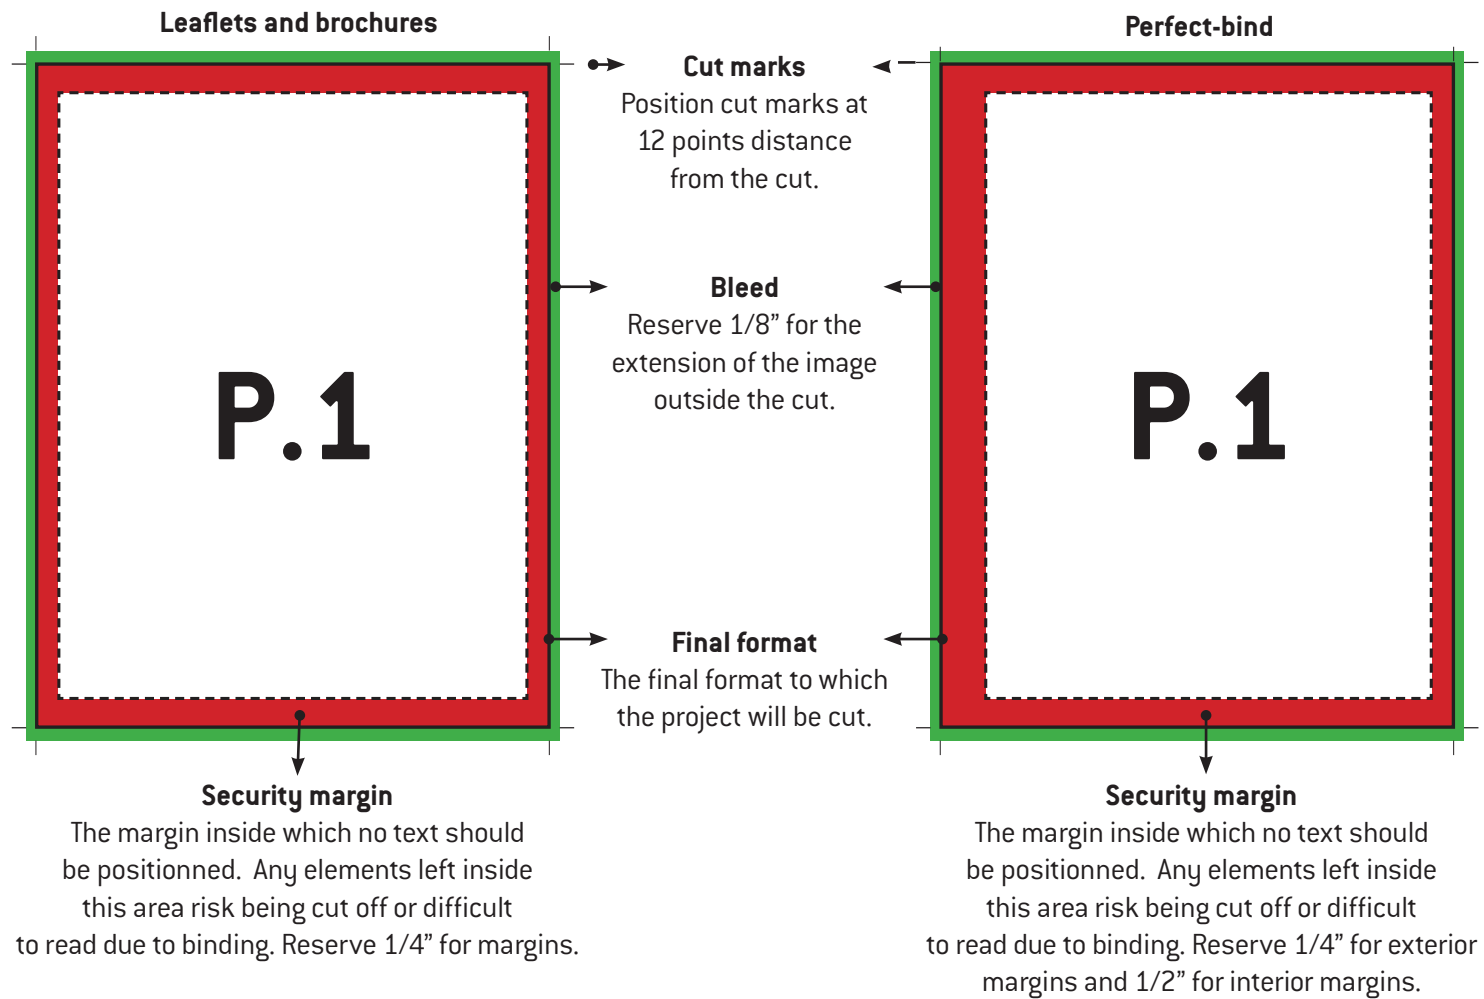 Leaflets and brochures
P.1
Security margin
The margin inside which no text should
be positionned. Any elements left inside
this area risk being cut off or difficult
to read due to binding. Reserve 1/4” for margins.
Cut marks
Position cut marks at
12 points distance
from the cut.
Bleed
Reserve 1/8” for the
extension of the image
outside the cut.
Final format
The final format to which
the project will be cut.
Perfect-bind
P.1
Security margin
The margin inside which no text should
be positionned. Any elements left inside
this area risk being cut off or difficult
to read due to binding. Reserve 1/4” for exterior
margins and 1/2” for interior margins.